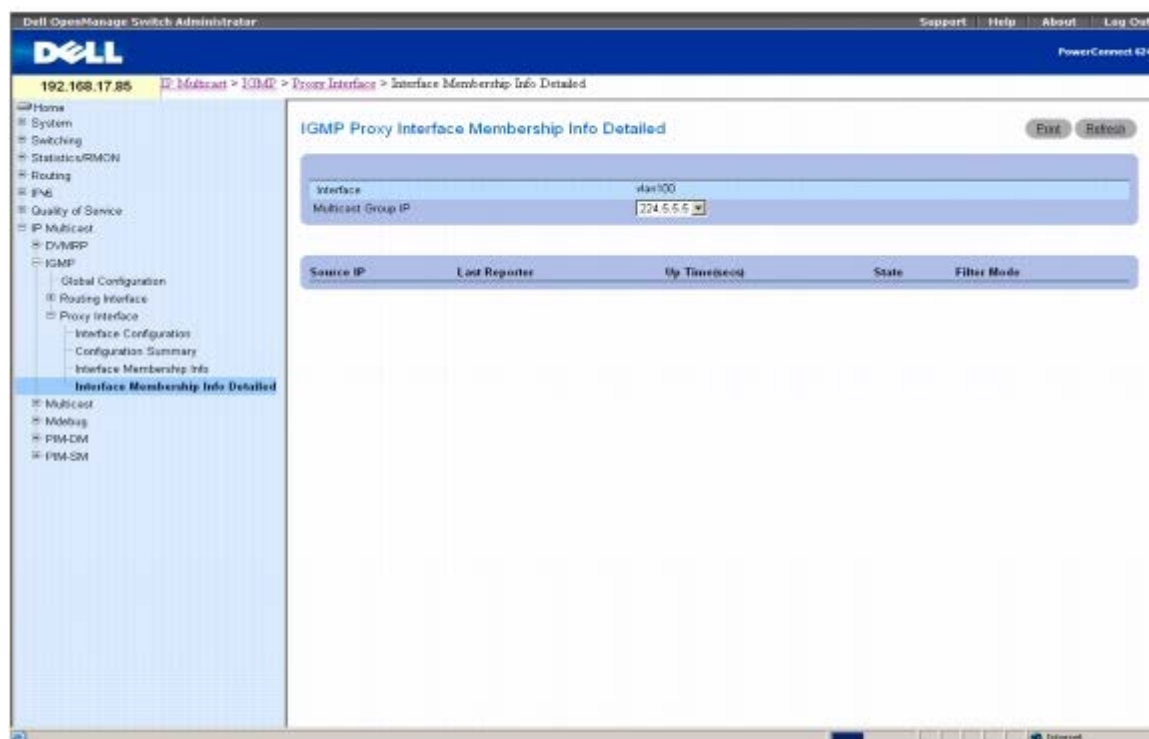 Dell OpenManage Switch Administrator
Support Help About Log Out
DELL
PowerConnect 624
192.168.17.85
IP Multicast > IGMP > Proxy Interface > Interface Membership Info Detailed
Home
System
Switching
Statistics/RMON
Routing
IPv6
Quality of Service
IP Multicast
DVMRP
IGMP
Global Configuration
Routing Interface
Proxy Interface
Interface Configuration
Configuration Summary
Interface Membership Info
Interface Membership Info Detailed
Multicast
Mdebug
PIM-DM
PIM-SM
IGMP Proxy Interface Membership Info Detailed
Print Refresh
Interface vlan100
Multicast Group IP 224.5.5.5
Source IP Last Reporter Up Time(secs) State Filter Mode
Internet